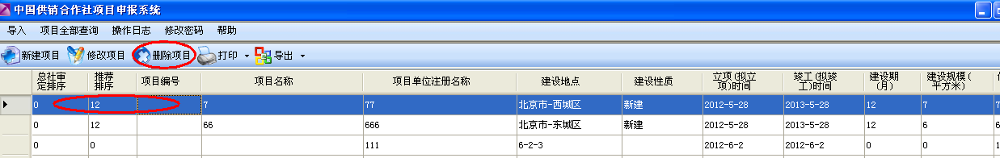 中国供销合作社项目申报系统
导入 项目全部查询 操作日志 修改密码 帮助
新建项目 修改项目 删除项目 打印 导出
总社审定排序 推荐排序 项目编号 项目名称 项目单位注册名称 建设地点 建设性质 立项(拟立项)时间 竣工(拟竣工)时间 建设期(月) 建设规模(平方米)
0 12 7 77 北京市-西城区 新建 2012-5-28 2013-5-28 12 7 7
0 12 66 666 北京市-东城区 新建 2012-5-28 2013-5-28 12 6 6
0 0 111 6-2-3 2012-6-2 2012-6-2 0 0 1